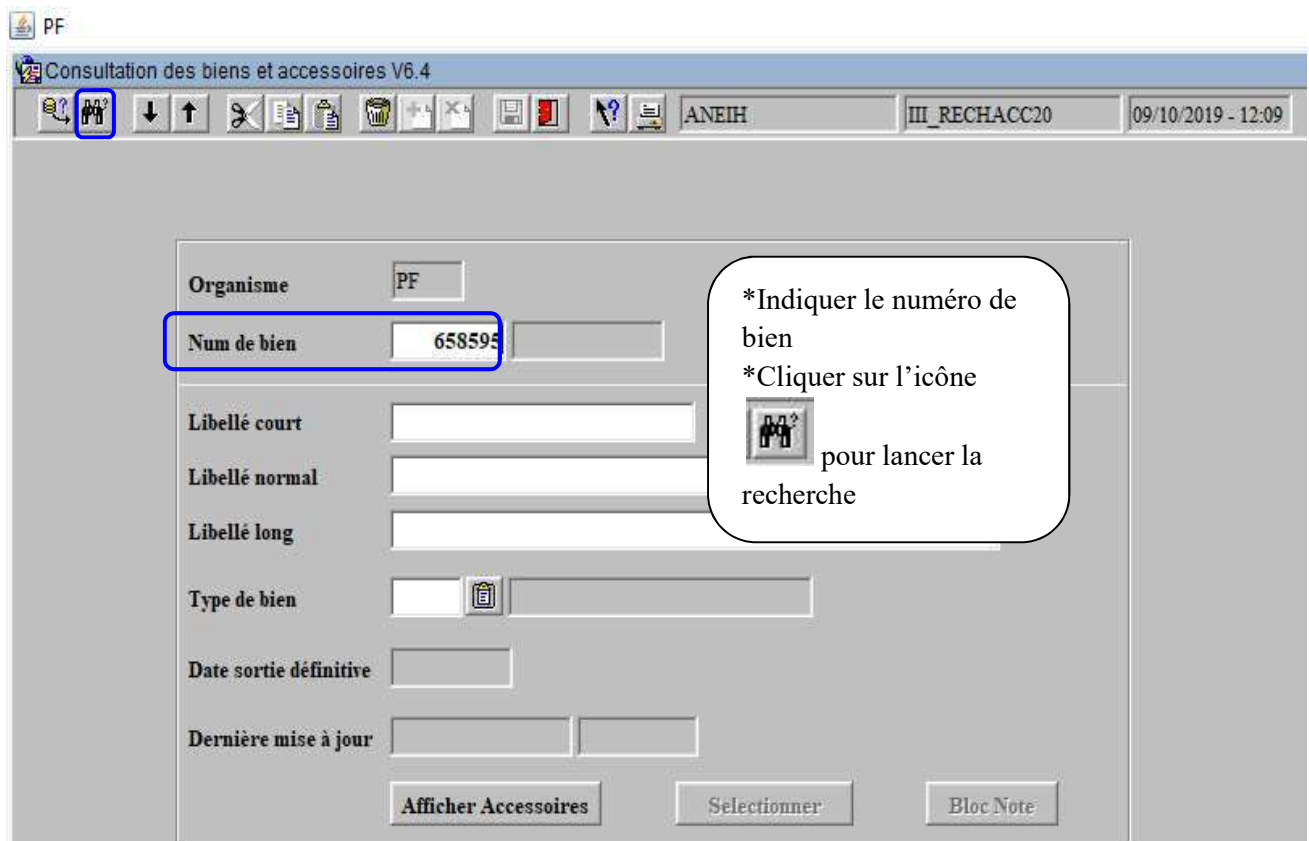 PF
Consultation des biens et accessoires V6.4
ANEIH III_RECHACC20 09/10/2019 - 12:09
Organisme PF
Num de bien 658595
*Indiquer le numéro de
bien
*Cliquer sur l’icône
pour lancer la
recherche
Libellé court
Libellé normal
Libellé long
Type de bien
Date sortie définitive
Dernière mise à jour
Afficher Accessoires Selectionner Bloc Note